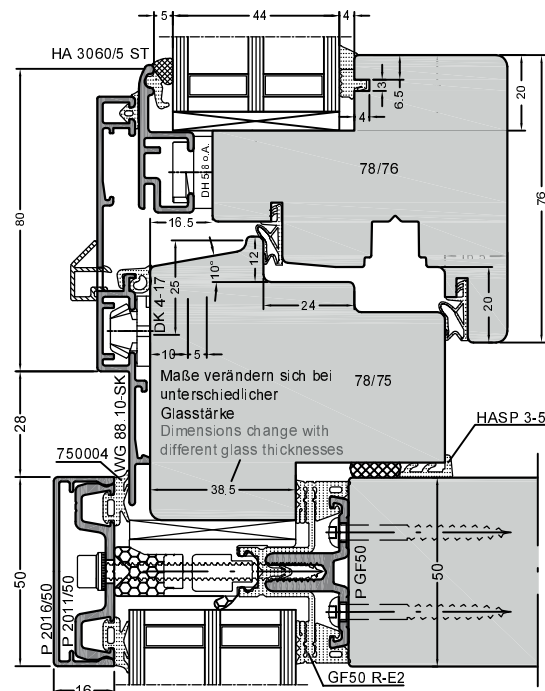 5
44
4
HA 3060/5 ST
3
6.5
4
20
DH 5-8 o.A.
78/76
76
80
16.5
12
10°
25
DK 4-17
24
20
10
5
Maße verändern sich bei
unterschiedlicher
Glasstärke
78/75
Dimensions change with
different glass thicknesses
WG 88.10-SK
28
HASP 3-5
750004
38.5
50
P 2016/50
P 2011/50
P GF50
50
GF50 R-E2
16